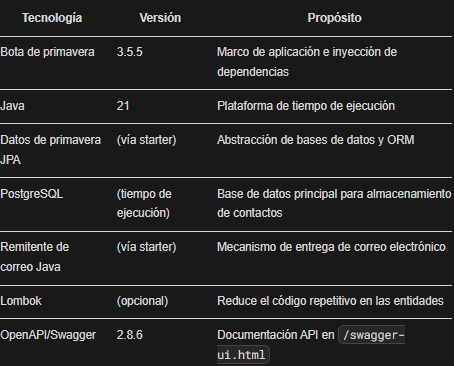 Tecnología Versión Propósito
Bota de primavera 3.5.5 Marco de aplicación e inyección de
dependencias
Java 21 Plataforma de tiempo de ejecución
Datos de primavera (vía starter) Abstracción de bases de datos y ORM
JPA
PostgreSQL (tiempo de Base de datos principal para almacenamiento
ejecución) de contactos
Remitente de (vía starter) Mecanismo de entrega de correo electrónico
correo Java
Lombok (opcional) Reduce el código repetitivo en las entidades
OpenAPI/Swagger 2.8.6 Documentación API en /swagger-
ui.html